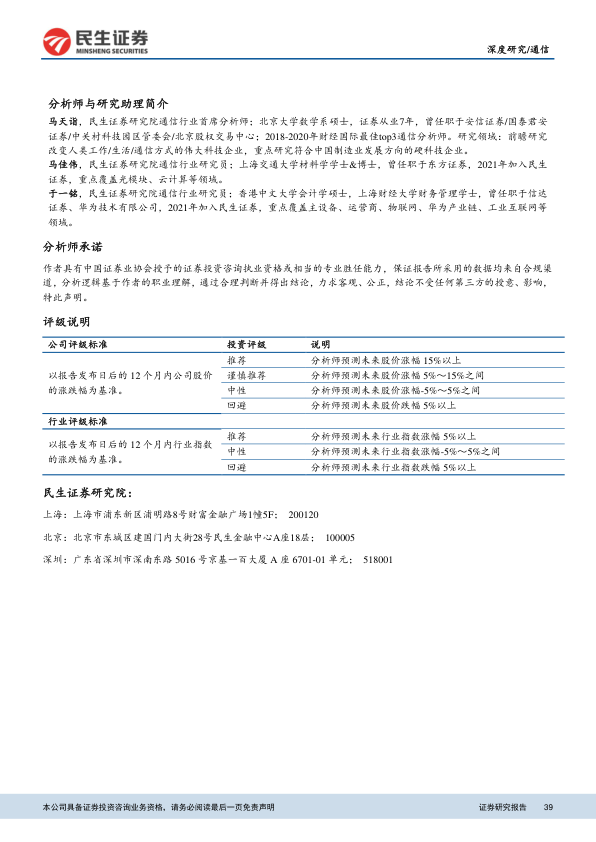 民生证券
MINSHENG SECURITIES
深度研究/通信
分析师与研究助理简介
马天诣，民生证券研究院通信行业首席分析师；北京大学数学系硕士，证券从业7年，曾任职于安信证券/国泰君安
证券/中关村科技园区管委会/北京股权交易中心；2018-2020年财经国际最佳top3通信分析师。研究领域：前瞻研究
改变人类工作/生活/通信方式的伟大科技企业，重点研究符合中国制造业发展方向的硬科技企业。
马佳伟，民生证券研究院通信行业研究员；上海交通大学材料学学士&博士，曾任职于东方证券，2021年加入民生
证券，重点覆盖光模块、云计算等领域。
于一铭，民生证券研究院通信行业研究员；香港中文大学会计学硕士，上海财经大学财务管理学士，曾任职于信达
证券、华为技术有限公司，2021年加入民生证券，重点覆盖主设备、运营商、物联网、华为产业链、工业互联网等
领域。
分析师承诺
作者具有中国证券业协会授予的证券投资咨询执业资格或相当的专业胜任能力，保证报告所采用的数据均来自合规渠
道，分析逻辑基于作者的职业理解，通过合理判断并得出结论，力求客观、公正，结论不受任何第三方的授意、影响，
特此声明。
评级说明
公司评级标准 投资评级 说明
以报告发布日后的 12 个月内公司股价
的涨跌幅为基准。
推荐 分析师预测未来股价涨幅 15%以上
谨慎推荐 分析师预测未来股价涨幅 5%～15%之间
中性 分析师预测未来股价涨幅-5%～5%之间
回避 分析师预测未来股价跌幅 5%以上
行业评级标准
以报告发布日后的 12 个月内行业指数
的涨跌幅为基准。
推荐 分析师预测未来行业指数涨幅 5%以上
中性 分析师预测未来行业指数涨幅-5%～5%之间
回避 分析师预测未来行业指数跌幅 5%以上
民生证券研究院：
上海：上海市浦东新区浦明路8号财富金融广场1幢5F； 200120
北京：北京市东城区建国门内大街28号民生金融中心A座18层； 100005
深圳：广东省深圳市深南东路 5016 号京基一百大厦 A 座 6701-01 单元； 518001
本公司具备证券投资咨询业务资格，请务必阅读最后一页免责声明 证券研究报告 39